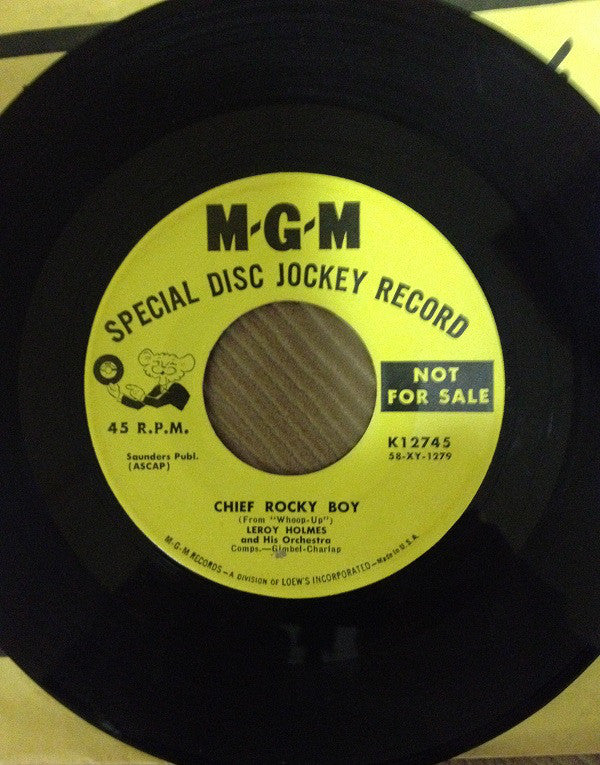 M-G-M
SPECIAL DISC JOCKEY RECORD
NOT
FOR SALE
45 R.P.M.
K12745
58-XY-1279
Saunders Publ.
(ASCAP)
CHIEF ROCKY BOY
(From "Whoop-Up")
LEROY HOLMES
and His Orchestra
Comps.—Gimbel-Charlap
M-G-M RECORDS — A DIVISION OF LOEW'S INCORPORATED — Made in U.S.A.